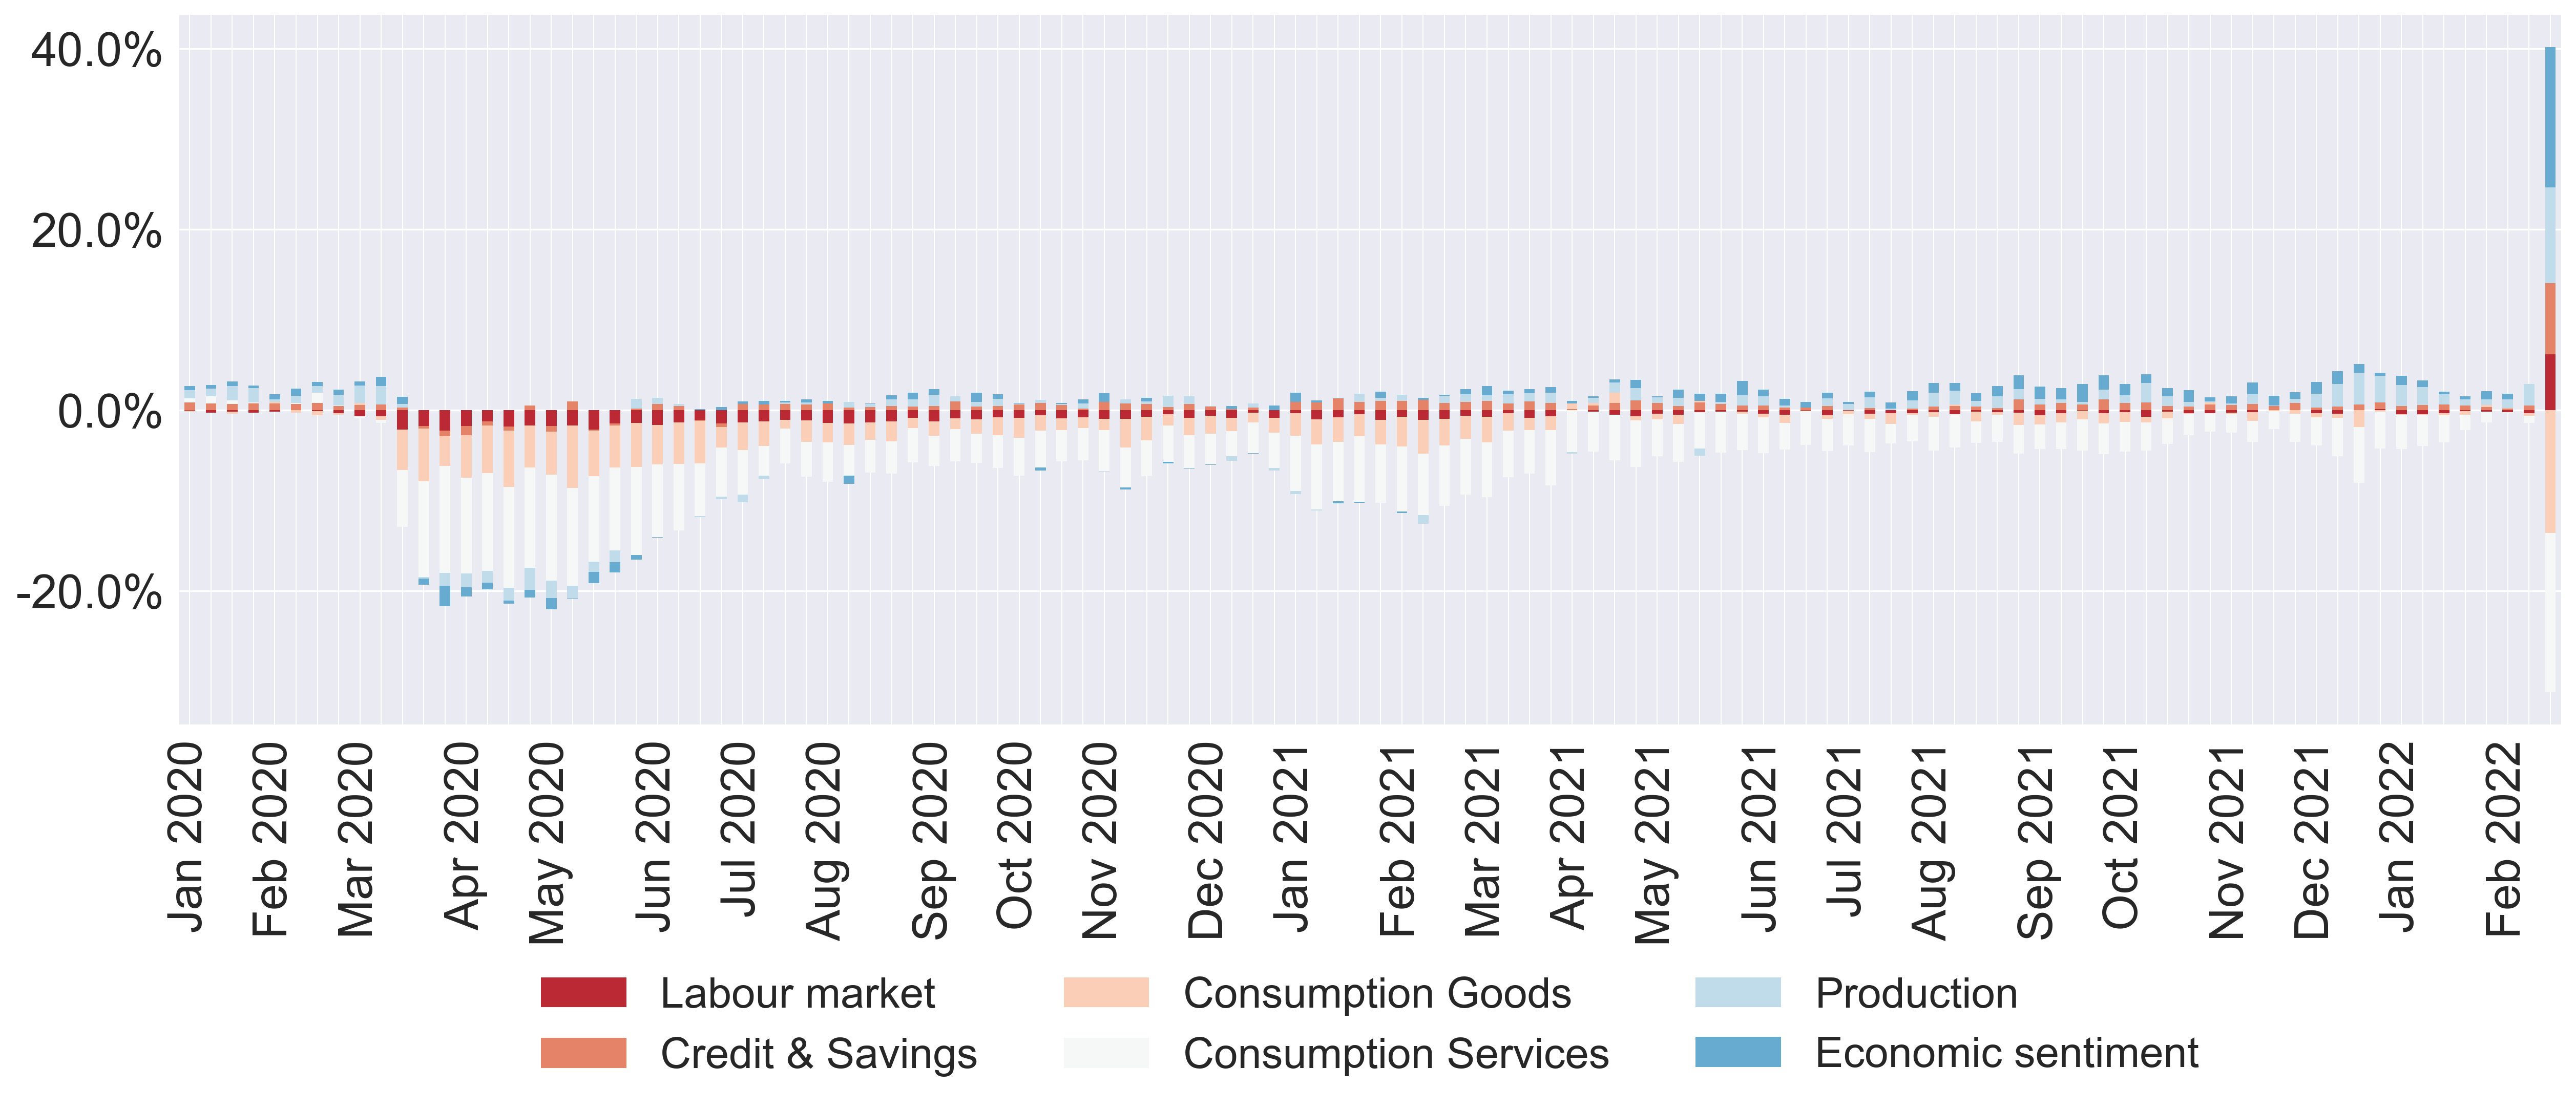 40.0%
20.0%
0.0%
-20.0%
Jan 2020
Feb 2020
Mar 2020
Apr 2020
May 2020
Jun 2020
Jul 2020
Aug 2020
Sep 2020
Oct 2020
Nov 2020
Dec 2020
Jan 2021
Feb 2021
Mar 2021
Apr 2021
May 2021
Jun 2021
Jul 2021
Aug 2021
Sep 2021
Oct 2021
Nov 2021
Dec 2021
Jan 2022
Feb 2022
Labour market
Consumption Goods
Production
Credit & Savings
Consumption Services
Economic sentiment